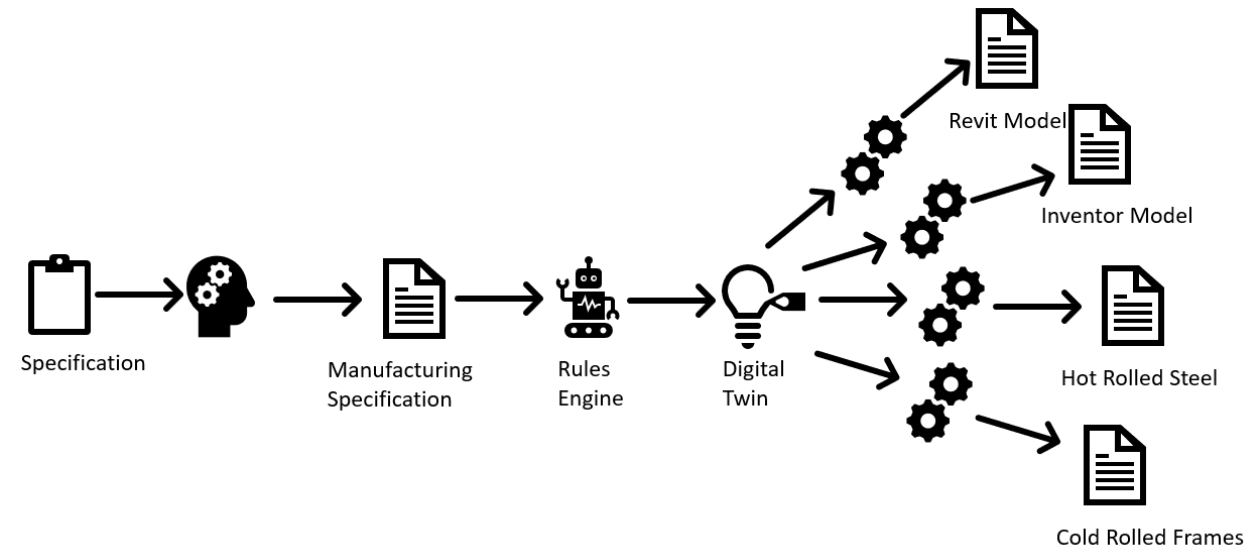 Revit Model
Inventor Model
Specification
Manufacturing
Specification
Rules
Engine
Digital
Twin
Hot Rolled Steel
Cold Rolled Frames